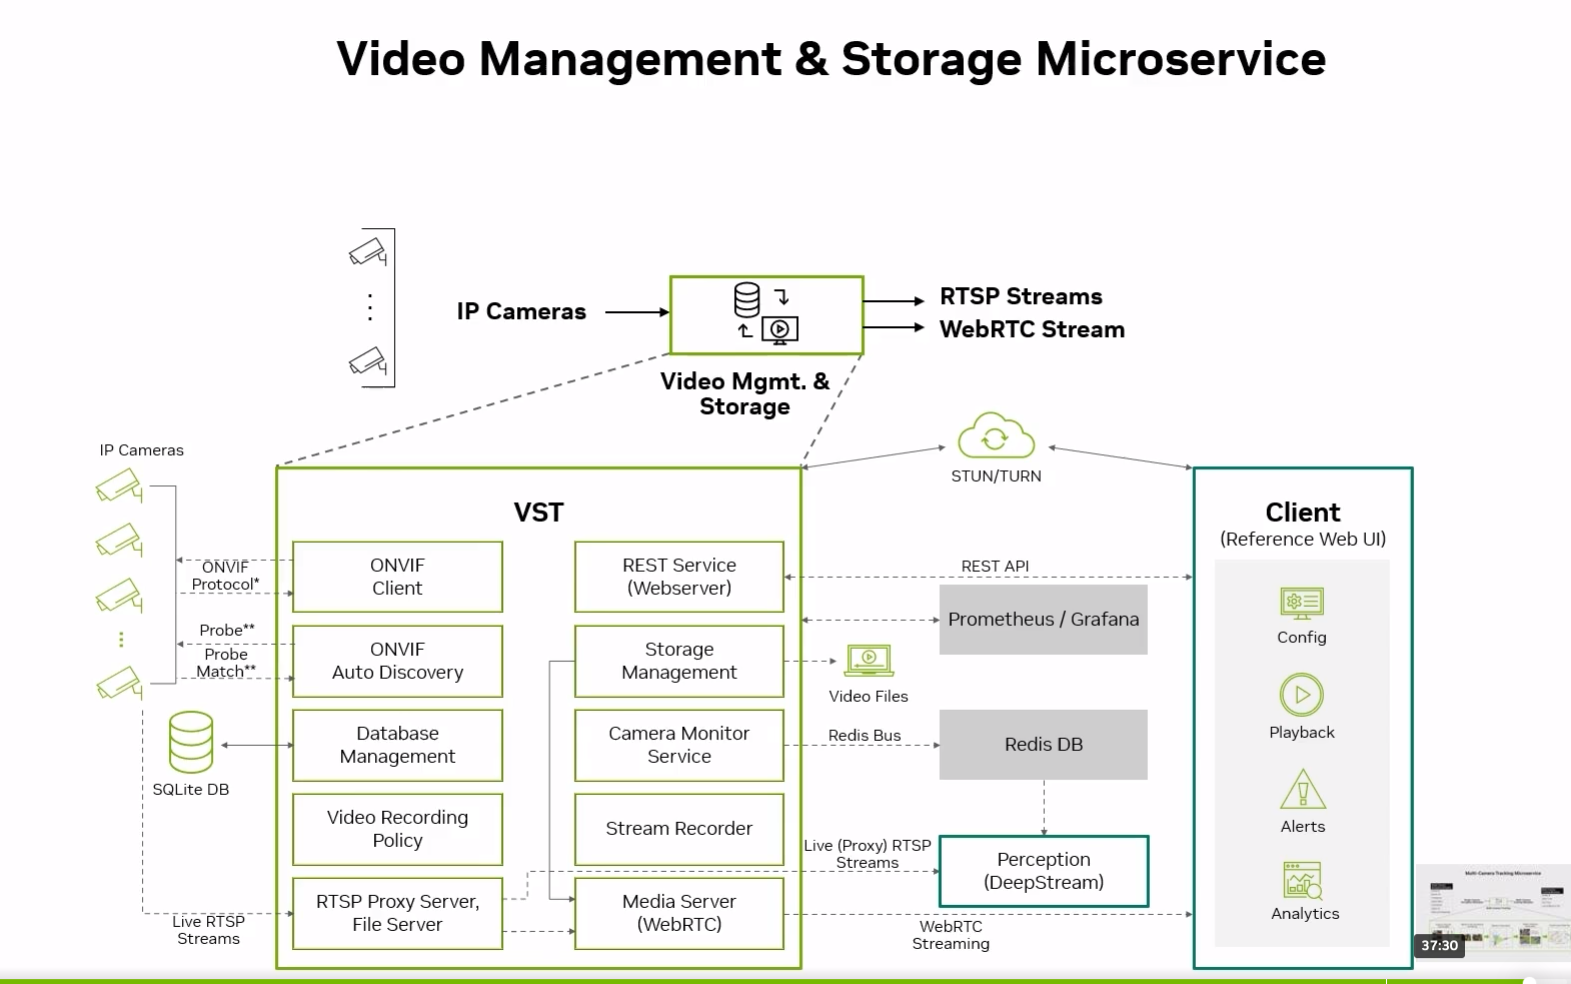 Video Management & Storage Microservice
IP Cameras
RTSP Streams
WebRTC Stream
Video Mgmt. &
Storage
IP Cameras
STUN/TURN
VST
Client
(Reference Web UI)
ONVIF
Protocol*
ONVIF
Client
REST Service
(Webserver)
REST API
Prometheus / Grafana
Config
Probe**
Probe
Match**
ONVIF
Auto Discovery
Storage
Management
Video Files
Playback
SQLite DB
Database
Management
Camera Monitor
Service
Redis Bus
Redis DB
Alerts
Video Recording
Policy
Stream Recorder
Live (Proxy) RTSP
Streams
Perception
(DeepStream)
Analytics
Live RTSP
Streams
RTSP Proxy Server,
File Server
Media Server
(WebRTC)
WebRTC
Streaming
Multi-Camera Tracking Microservice
37:30